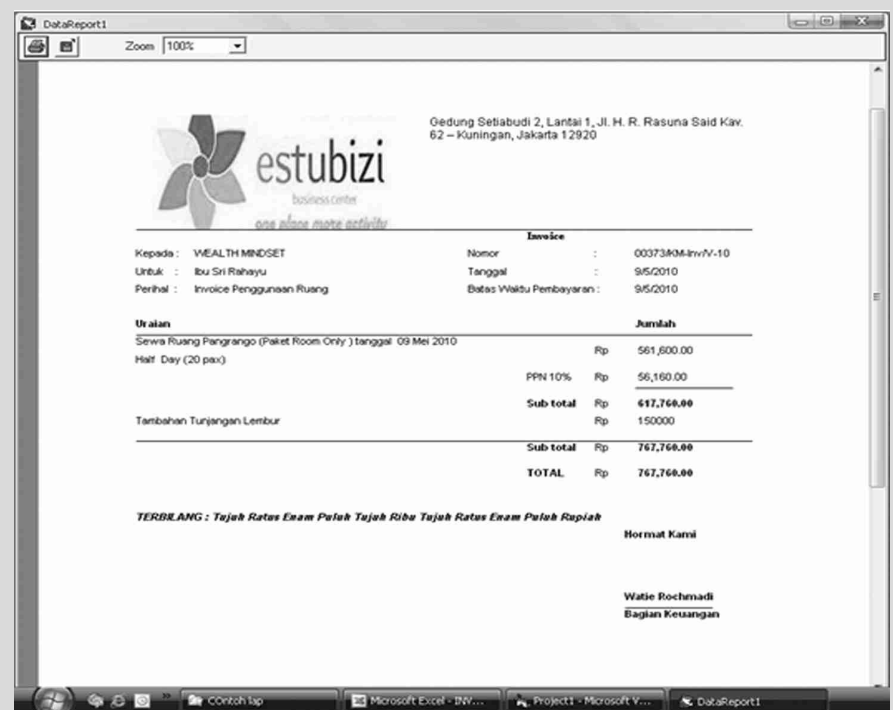 DataReport1
Zoom 100%
Gedung Setiabudi 2, Lantai 1, Jl. H. R. Rasuna Said Kav.
62 – Kuningan, Jakarta 12920
estubizi
business center
one place more activity
Invoice
Kepada : WEALTH MINDSET Nomor : 00373/KM-Inv/V-10
Untuk : Ibu Sri Rahayu Tanggal : 9/5/2010
Perihal : Invoice Penggunaan Ruang Batas Waktu Pembayaran : 9/5/2010
Uraian Jumlah
Sewa Ruang Pangrango (Paket Room Only ) tanggal 09 Mei 2010
Rp 561,600.00
Half Day (20 pax)
PPN 10% Rp 56,160.00
Sub total Rp 617,760.00
Tambahan Tunjangan Lembur Rp 150000
Sub total Rp 767,760.00
TOTAL Rp 767,760.00
TERBILANG : Tujuh Ratus Enam Puluh Tujuh Ribu Tujuh Ratus Enam Puluh Rupiah
Hormat Kami
Watie Rochmadi
Bagian Keuangan
COntoh lap Microsoft Excel - INV... Project1 - Microsoft V... DataReport1